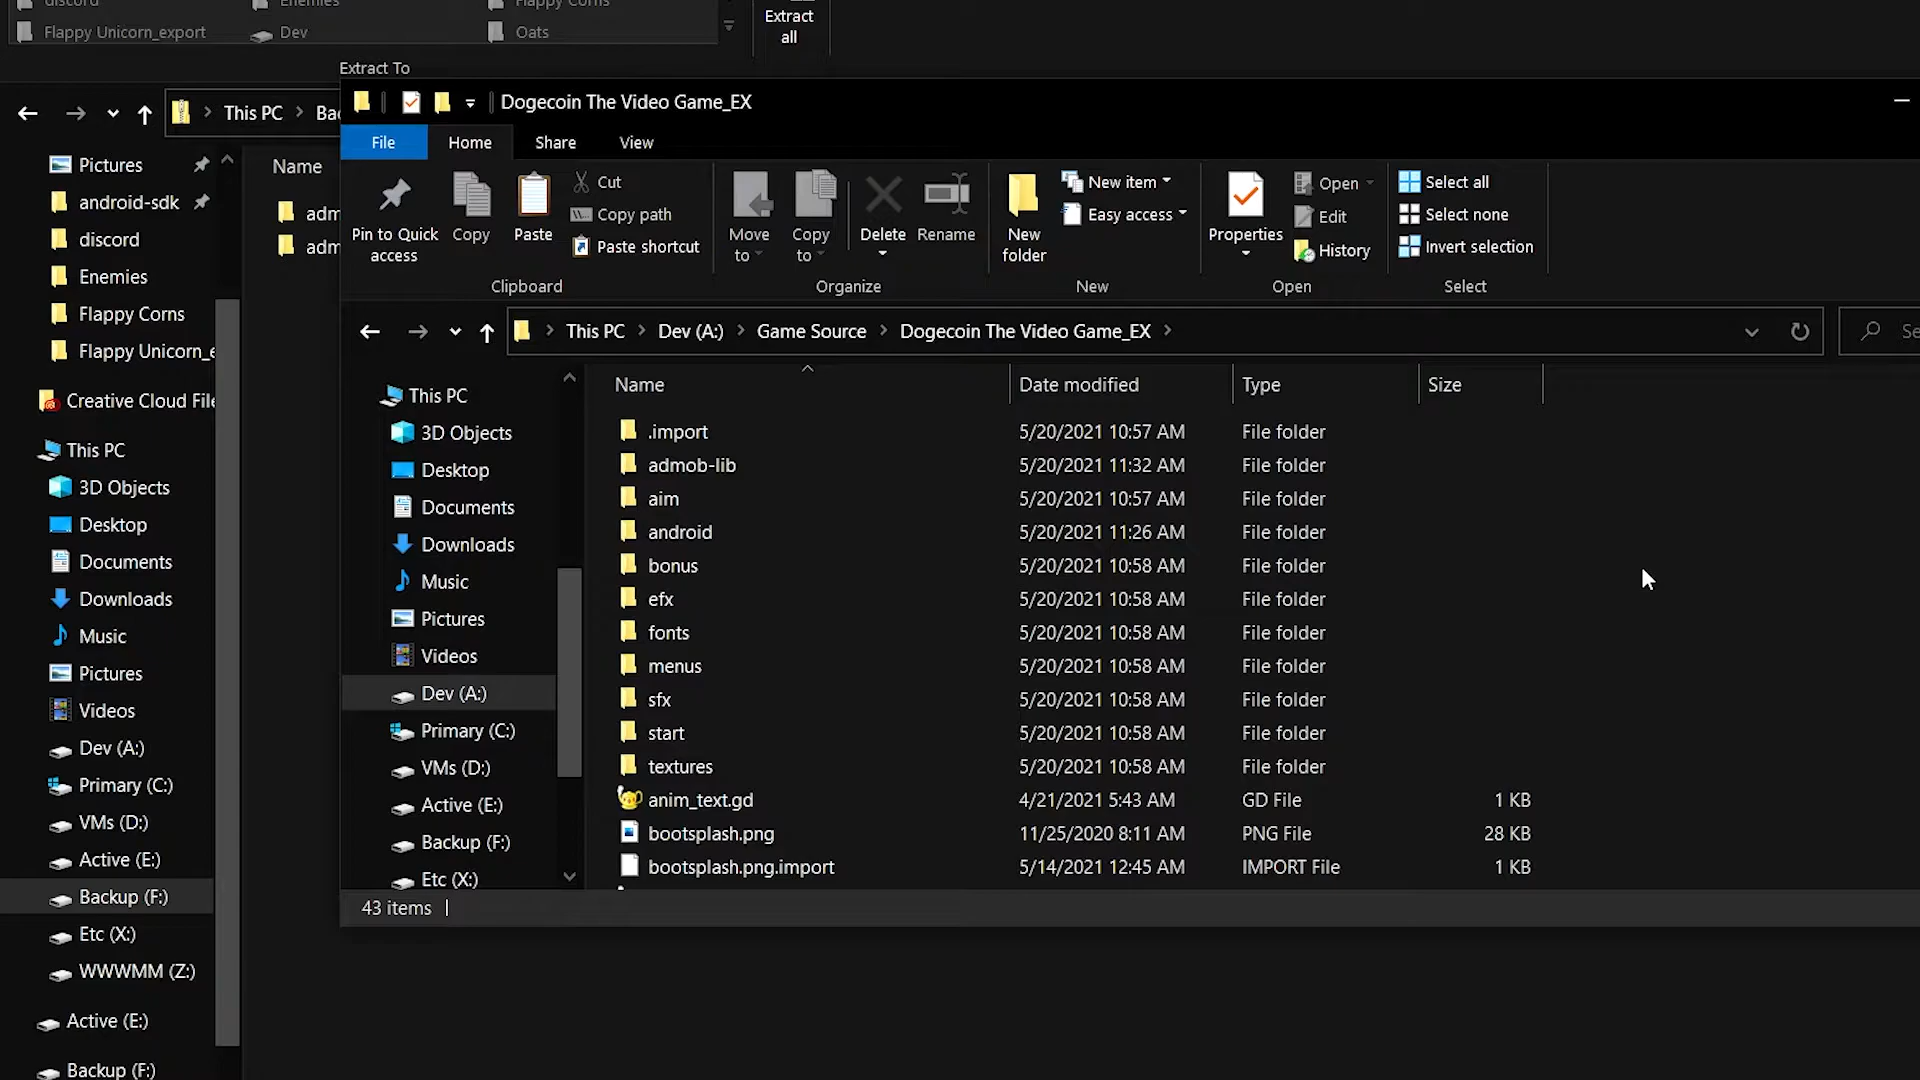 discord
Enemies
Flappy Corns
Flappy Unicorn_export
Dev
Oats
Extract
all
Extract To
This PC
Name
Pictures
android-sdk
discord
Enemies
Flappy Corns
Creative Cloud
This PC
3D Objects
Desktop
Documents
Downloads
Music
Pictures
Videos
Dev (A:)
Primary (C:)
VMs (D:)
Active (E:)
Backup (F:)
Etc (X:)
WWWMM (Z:)
Active (E:)
Backup (F:)
Dogecoin The Video Game_EX
File
Home
Share
View
Pin to Quick
access
Copy
Paste
Cut
Copy path
Paste shortcut
Clipboard
Move
to
Copy
to
Delete
Rename
Organize
New
folder
New item
Easy access
New
Properties
Open
Edit
History
Open
Select all
Select none
Invert selection
Select
This PC > Dev (A:) > Game Source > Dogecoin The Video Game_EX >
This PC
3D Objects
Desktop
Documents
Downloads
Music
Pictures
Videos
Dev (A:)
Primary (C:)
VMs (D:)
Active (E:)
Backup (F:)
Etc (X:)
Name Date modified Type Size
.import 5/20/2021 10:57 AM File folder
admob-lib 5/20/2021 11:32 AM File folder
aim 5/20/2021 10:57 AM File folder
android 5/20/2021 11:26 AM File folder
bonus 5/20/2021 10:58 AM File folder
efx 5/20/2021 10:58 AM File folder
fonts 5/20/2021 10:58 AM File folder
menus 5/20/2021 10:58 AM File folder
sfx 5/20/2021 10:58 AM File folder
start 5/20/2021 10:58 AM File folder
textures 5/20/2021 10:58 AM File folder
anim_text.gd 4/21/2021 5:43 AM GD File 1 KB
bootsplash.png 11/25/2020 8:11 AM PNG File 28 KB
bootsplash.png.import 5/14/2021 12:45 AM IMPORT File 1 KB
43 items